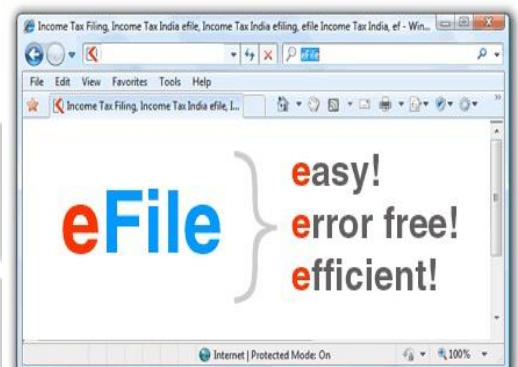 Income Tax Filing, Income Tax India efile, Income Tax India efiling, efile Income Tax India, ef - Win...
eFile
File Edit View Favorites Tools Help
Income Tax Filing, Income Tax India efile, I...
eFile
easy!
error free!
efficient!
Internet | Protected Mode: On
100%